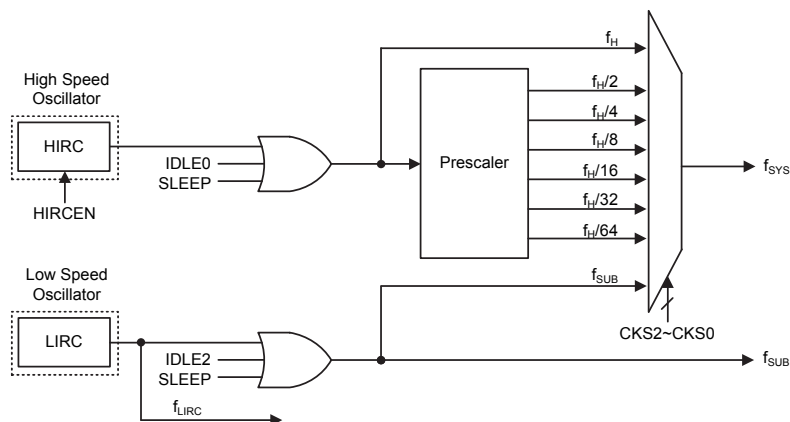 High Speed
Oscillator
HIRC
HIRCEN
IDLE0
SLEEP
Prescaler
fH
fH/2
fH/4
fH/8
fH/16
fH/32
fH/64
fSUB
CKS2~CKS0
fSYS
Low Speed
Oscillator
LIRC
IDLE2
SLEEP
fLIRC
fSUB